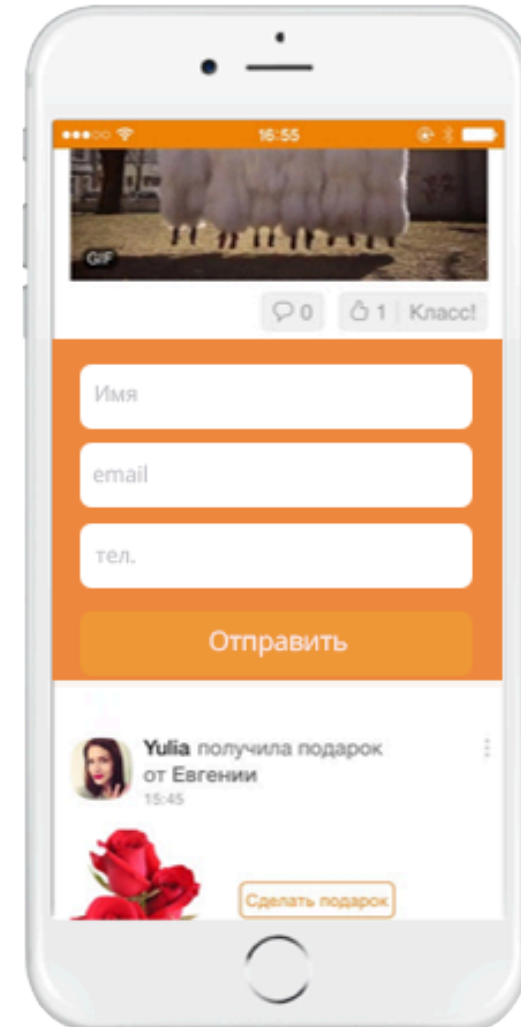 16:55
GIF
0
1 Класс!
Имя
email
тел.
Отправить
Yulia получила подарок
от Евгении
15:45
Сделать подарок